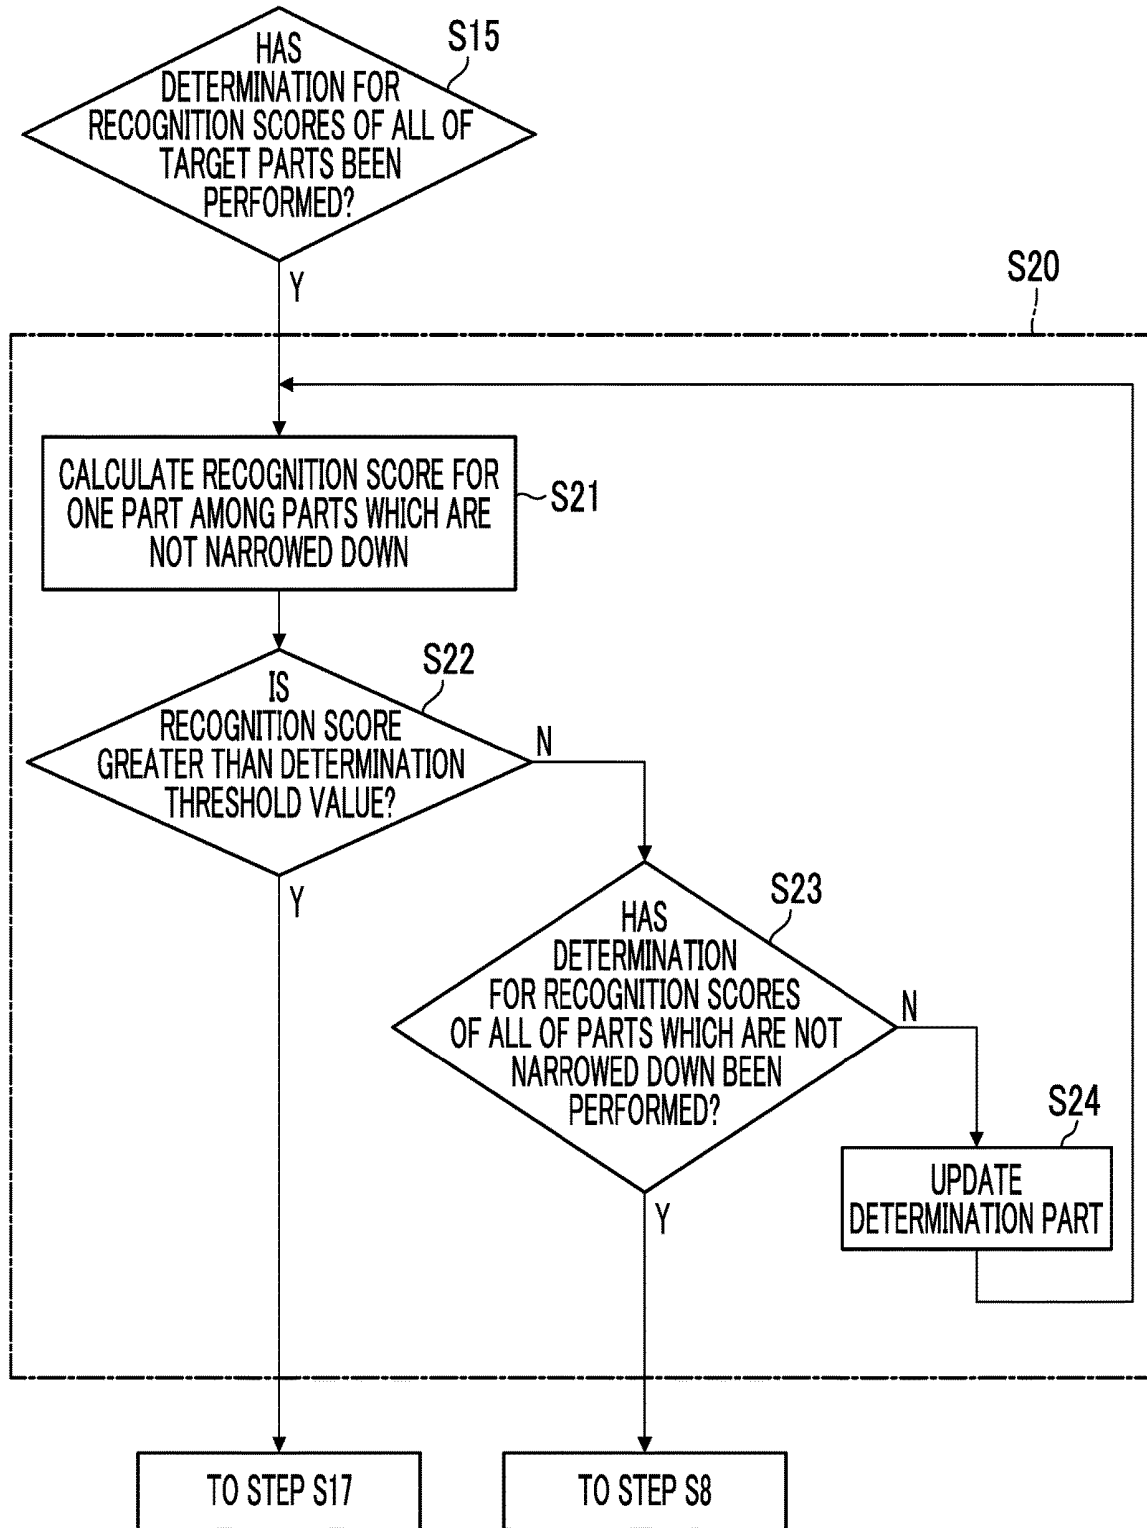 S15
HAS
DETERMINATION FOR
RECOGNITION SCORES OF ALL OF
TARGET PARTS BEEN
PERFORMED?
Y
S20
CALCULATE RECOGNITION SCORE FOR
ONE PART AMONG PARTS WHICH ARE
NOT NARROWED DOWN
S21
S22
IS
RECOGNITION SCORE
GREATER THAN DETERMINATION
THRESHOLD VALUE?
N
Y
S23
HAS
DETERMINATION
FOR RECOGNITION SCORES
OF ALL OF PARTS WHICH ARE NOT
NARROWED DOWN BEEN
PERFORMED?
N
Y
S24
UPDATE
DETERMINATION PART
TO STEP S17
TO STEP S8